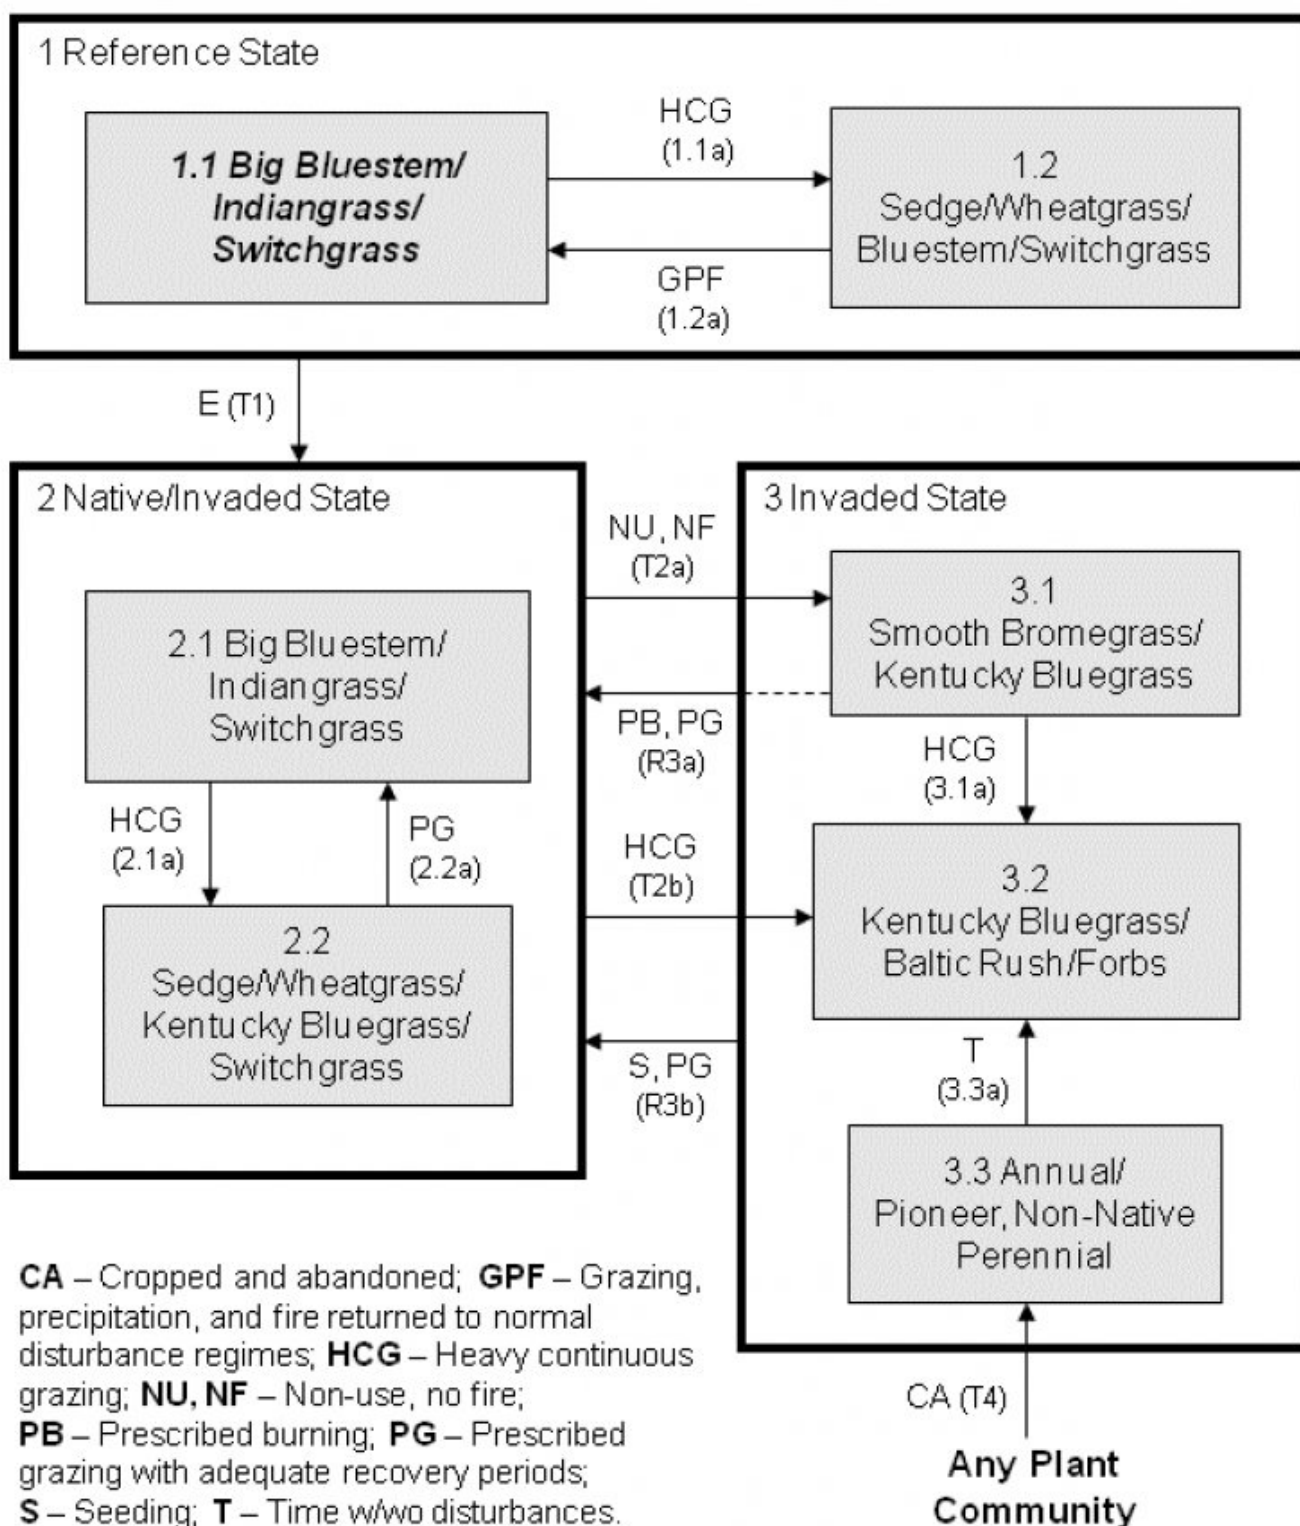 1 Reference State
1.1 Big Bluestem/
Indiangrass/
Switchgrass
HCG
(1.1a)
GPF
(1.2a)
1.2
Sedge/Wheatgrass/
Bluestem/Switchgrass
E (T1)
2 Native/Invaded State
2.1 Big Bluestem/
Indiangrass/
Switchgrass
HCG
(2.1a)
PG
(2.2a)
2.2
Sedge/Wheatgrass/
Kentucky Bluegrass/
Switchgrass
NU, NF
(T2a)
PB, PG
(R3a)
HCG
(T2b)
S, PG
(R3b)
3 Invaded State
3.1
Smooth Bromegrass/
Kentucky Bluegrass
HCG
(3.1a)
3.2
Kentucky Bluegrass/
Baltic Rush/Forbs
T
(3.3a)
3.3 Annual/
Pioneer, Non-Native
Perennial
CA (T4)
Any Plant
Community
CA – Cropped and abandoned; GPF – Grazing,
precipitation, and fire returned to normal
disturbance regimes; HCG – Heavy continuous
grazing; NU, NF – Non-use, no fire;
PB – Prescribed burning; PG – Prescribed
grazing with adequate recovery periods;
S – Seeding; T – Time w/wo disturbances.